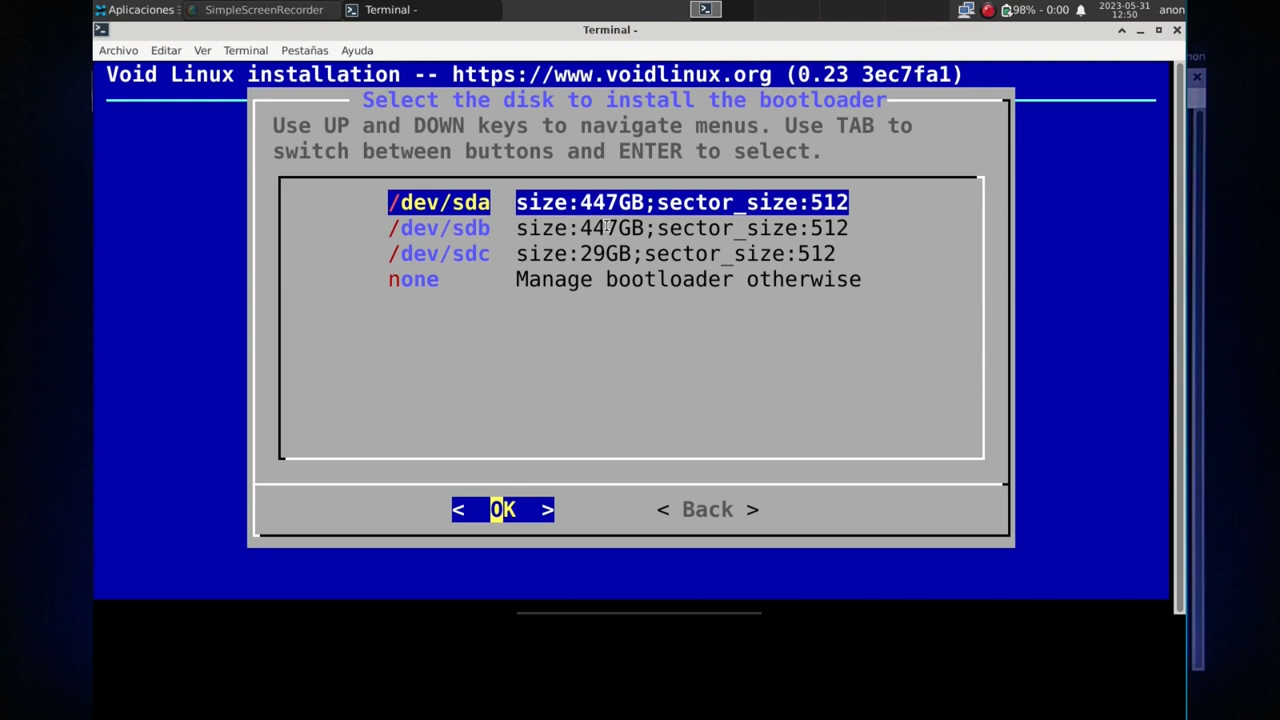 Aplicaciones
SimpleScreenRecorder
Terminal -
98% - 0:00
2023-05-31
12:50
anon
Terminal -
Archivo Editar Ver Terminal Pestañas Ayuda
non
Void Linux installation -- https://www.voidlinux.org (0.23 3ec7fa1)
Select the disk to install the bootloader
Use UP and DOWN keys to navigate menus. Use TAB to
switch between buttons and ENTER to select.
/dev/sda size:447GB;sector_size:512
/dev/sdb size:447GB;sector_size:512
/dev/sdc size:29GB;sector_size:512
none Manage bootloader otherwise
< OK > < Back >